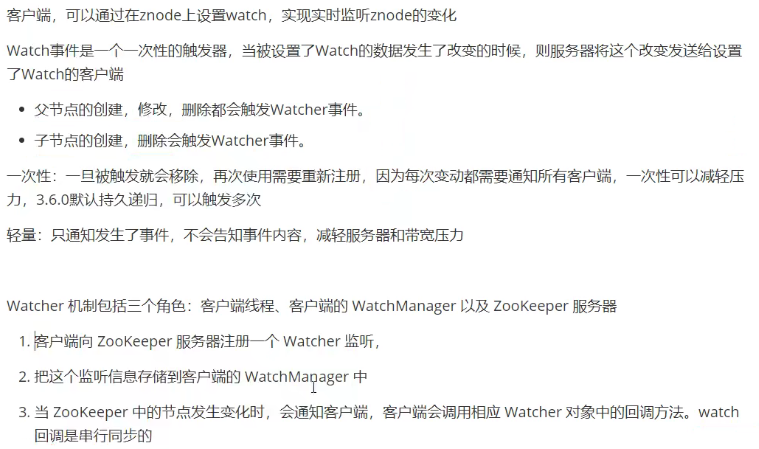 客户端，可以通过在znode上设置watch，实现实时监听znode的变化
Watch事件是一个一次性的触发器，当被设置了Watch的数据发生了改变的时候，则服务器将这个改变发送给设置
了Watch的客户端
• 父节点的创建，修改，删除都会触发Watcher事件。
• 子节点的创建，删除会触发Watcher事件。
一次性：一旦被触发就会移除，再次使用需要重新注册，因为每次变动都需要通知所有客户端，一次性可以减轻压
力，3.6.0默认持久递归，可以触发多次
轻量：只通知发生了事件，不会告知事件内容，减轻服务器和带宽压力
Watcher 机制包括三个角色：客户端线程、客户端的 WatchManager 以及 ZooKeeper 服务器
1. 客户端向 ZooKeeper 服务器注册一个 Watcher 监听，
2. 把这个监听信息存储到客户端的 WatchManager 中
3. 当 ZooKeeper 中的节点发生变化时，会通知客户端，客户端会调用相应 Watcher 对象中的回调方法。watch
回调是串行同步的